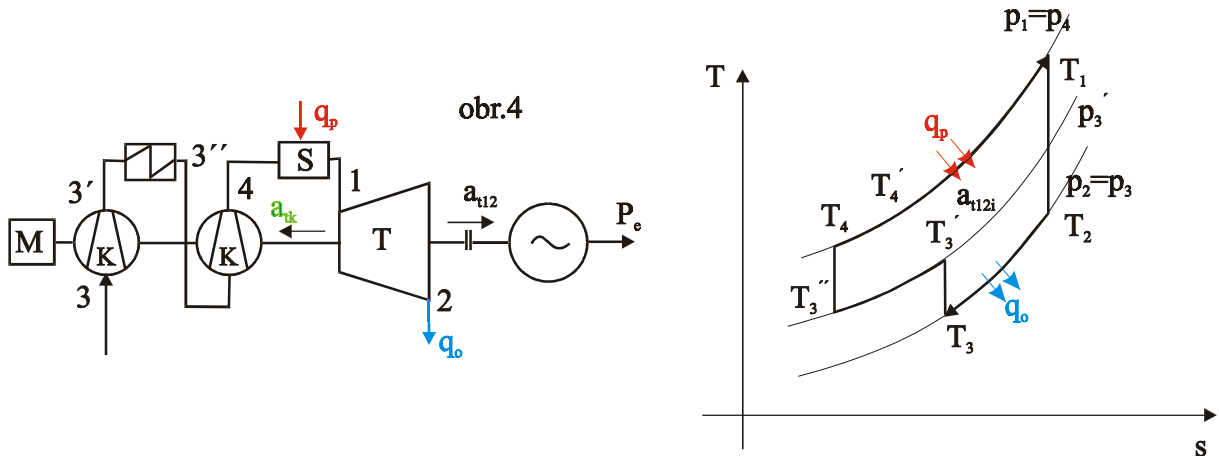 obr.4
q_p
S
3´
3´´
4
1
a_tk
a_t12
M
K
K
T
P_e
3
2
q_o
p_1=p_4
T
T_1
p_3´
q_p
T_4´
a_t12i
p_2=p_3
T_4
T_3´
T_2
T_3´´
q_o
T_3
s